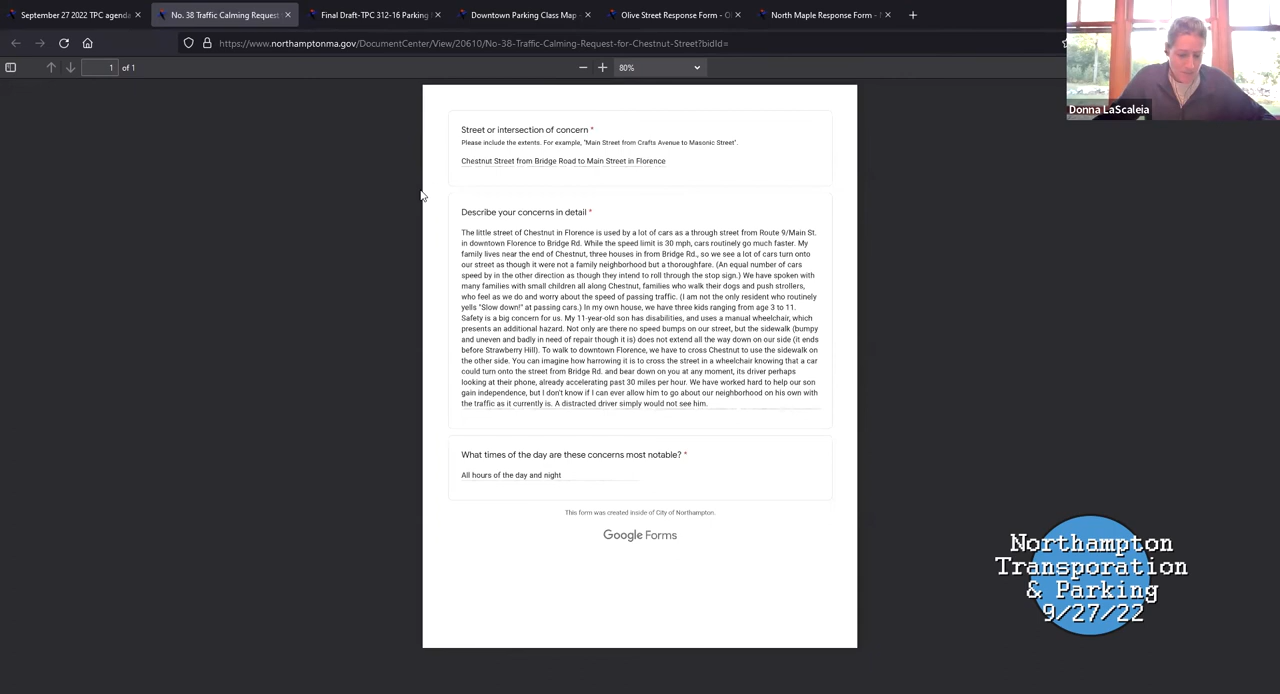 September 27 2022 TPC agenda
No. 38 Traffic Calming Request
Final Draft-TPC 312-16 Parking
Downtown Parking Class Map
Olive Street Response Form - O
North Maple Response Form -
https://www.northamptonma.gov/DocumentCenter/View/20610/No-38-Traffic-Calming-Request-for-Chestnut-Street?bidId=
1 of 1
80%
Donna LaScaleia
Street or intersection of concern *
Please include the extents. For example, "Main Street from Crafts Avenue to Masonic Street".
Chestnut Street from Bridge Road to Main Street in Florence
Describe your concerns in detail *
The little street of Chestnut in Florence is used by a lot of cars as a through street from Route 9/Main St.
in downtown Florence to Bridge Rd. While the speed limit is 30 mph, cars routinely go much faster. My
family lives near the end of Chestnut, three houses in from Bridge Rd., so we see a lot of cars turn onto
our street as though it were not a family neighborhood but a thoroughfare. (An equal number of cars
speed by in the other direction as though they intend to roll through the stop sign.) We have spoken with
many families with small children all along Chestnut, families who walk their dogs and push strollers,
who feel as we do and worry about the speed of passing traffic. (I am not the only resident who routinely
yells "Slow down!" at passing cars.) In my own house, we have three kids ranging from age 3 to 11.
Safety is a big concern for us. My 11-year-old son has disabilities, and uses a manual wheelchair, which
presents an additional hazard. Not only are there no speed bumps on our street, but the sidewalk (bumpy
and uneven and badly in need of repair though it is) does not extend all the way down on our side (it ends
before Strawberry Hill). To walk to downtown Florence, we have to cross Chestnut to use the sidewalk on
the other side. You can imagine how harrowing it is to cross the street in a wheelchair knowing that a car
could turn onto the street from Bridge Rd. and bear down on you at any moment, its driver perhaps
looking at their phone, already accelerating past 30 miles per hour. We have worked hard to help our son
gain independence, but I don't know if I can ever allow him to go about our neighborhood on his own with
the traffic as it currently is. A distracted driver simply would not see him.
What times of the day are these concerns most notable? *
All hours of the day and night
This form was created inside of City of Northampton.
Google Forms
Northampton
Transporation
& Parking
9/27/22